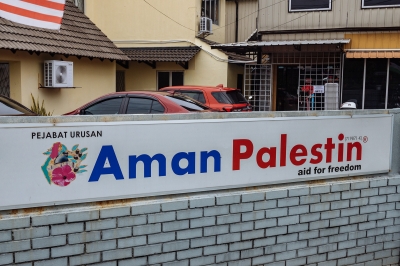 PEJABAT URUSAN
Aman Palestin®
aid for freedom